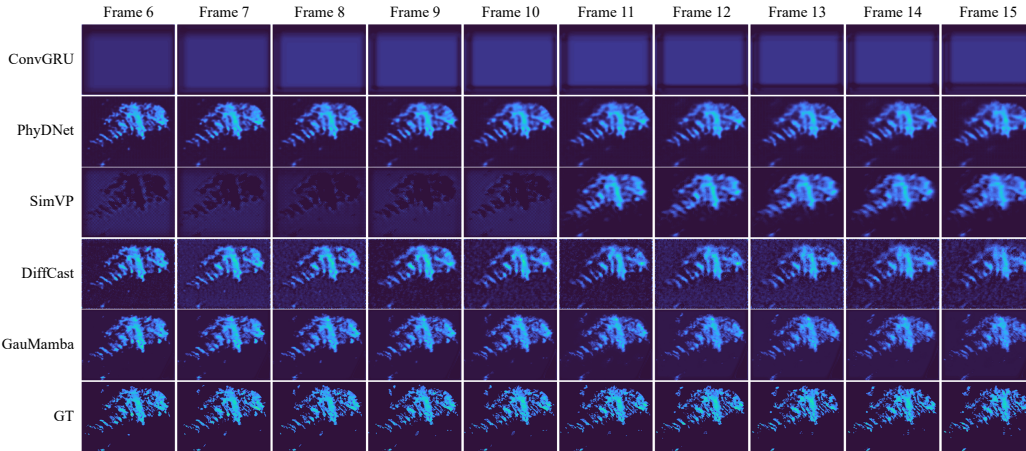 Frame 6 Frame 7 Frame 8 Frame 9 Frame 10 Frame 11 Frame 12 Frame 13 Frame 14 Frame 15
ConvGRU
PhyDNet
SimVP
DiffCast
GauMamba
GT